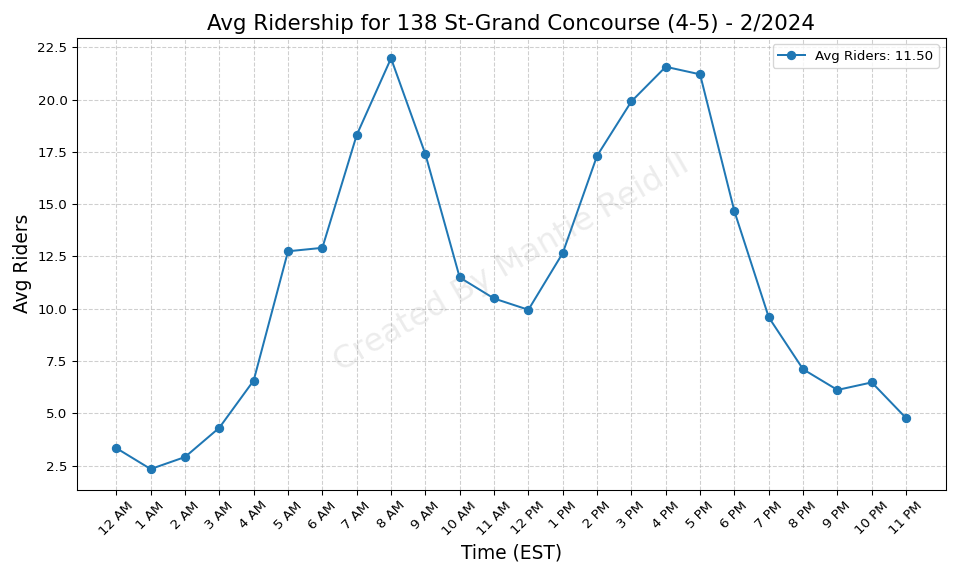 Avg Ridership for 138 St-Grand Concourse (4-5) - 2/2024
Avg Riders: 11.50
22.5
20.0
17.5
15.0
12.5
10.0
7.5
5.0
2.5
Avg Riders
Created By Mantie Reid II
12 AM
1 AM
2 AM
3 AM
4 AM
5 AM
6 AM
7 AM
8 AM
9 AM
10 AM
11 AM
12 PM
1 PM
2 PM
3 PM
4 PM
5 PM
6 PM
7 PM
8 PM
9 PM
10 PM
11 PM
Time (EST)